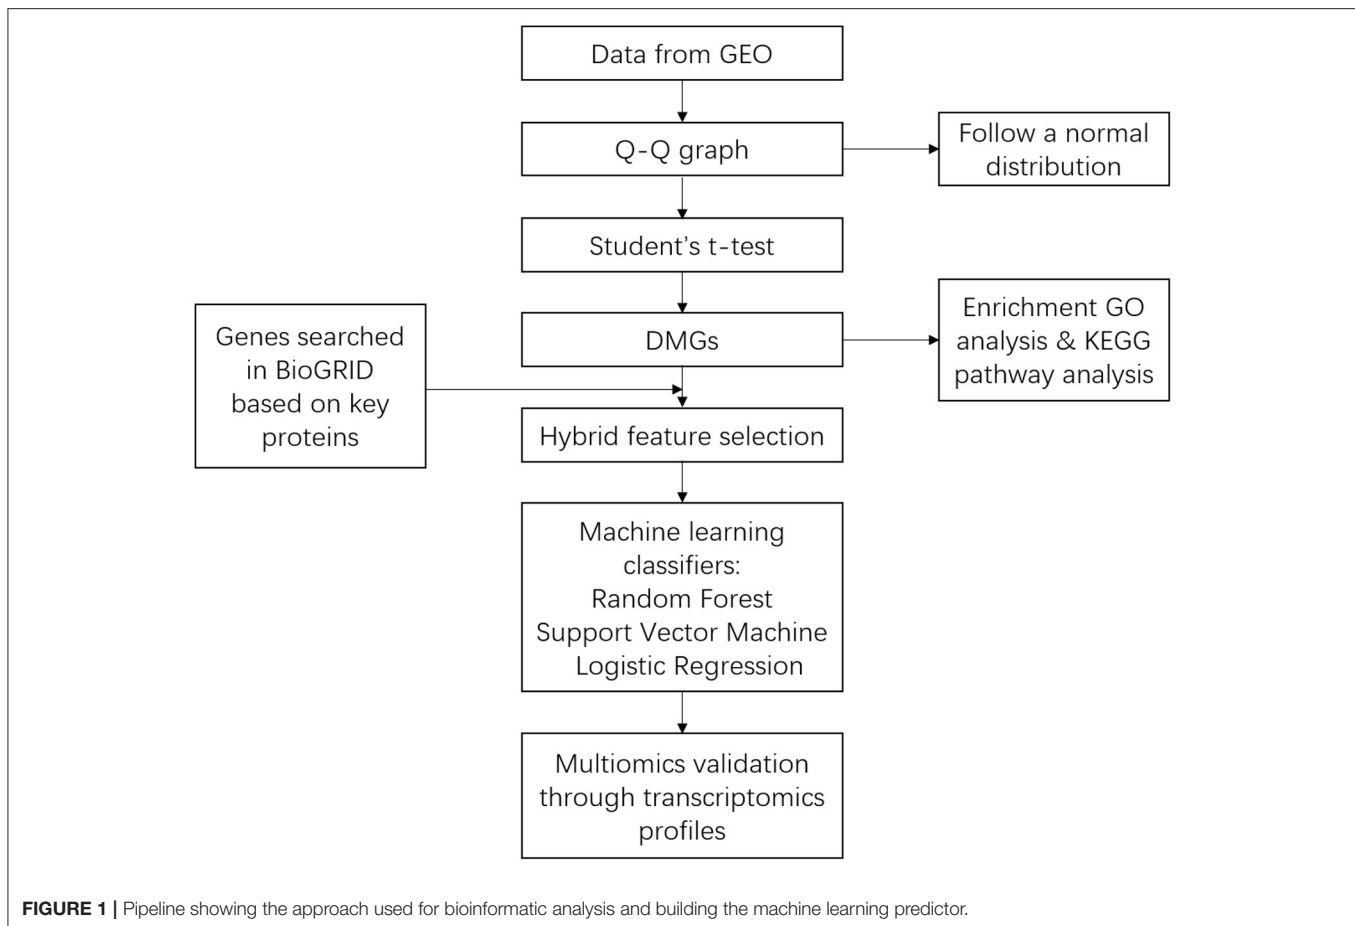 Data from GEO
Q-Q graph
Follow a normal
distribution
Student's t-test
DMGs
Enrichment GO
analysis & KEGG
pathway analysis
Genes searched
in BioGRID
based on key
proteins
Hybrid feature selection
Machine learning
classifiers:
Random Forest
Support Vector Machine
Logistic Regression
Multiomics validation
through transcriptomics
profiles
FIGURE 1 | Pipeline showing the approach used for bioinformatic analysis and building the machine learning predictor.